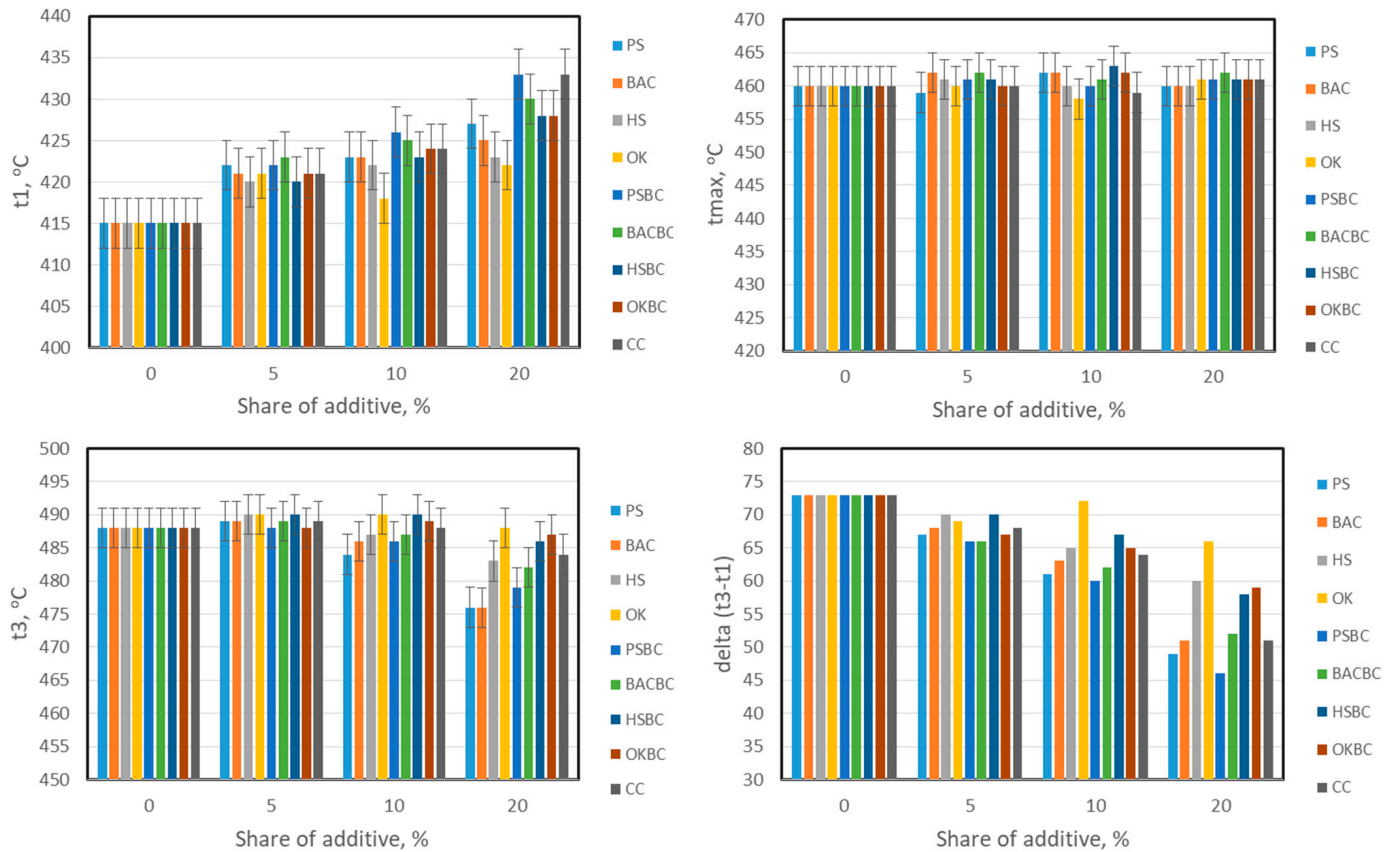 440
435
430
425
420
415
410
405
400
t1, ºC
0 5 10 20
Share of additive, %
PS
BAC
HS
OK
PSBC
BACBC
HSBC
OKBC
CC
470
465
460
455
450
445
440
435
430
425
420
tmax, ºC
0 5 10 20
Share of additive, %
PS
BAC
HS
OK
PSBC
BACBC
HSBC
OKBC
CC
500
495
490
485
480
475
470
465
460
455
450
t3, ºC
0 5 10 20
Share of additive, %
PS
BAC
HS
OK
PSBC
BACBC
HSBC
OKBC
CC
80
75
70
65
60
55
50
45
40
35
30
delta (t3-t1)
0 5 10 20
Share of additive, %
PS
BAC
HS
OK
PSBC
BACBC
HSBC
OKBC
CC